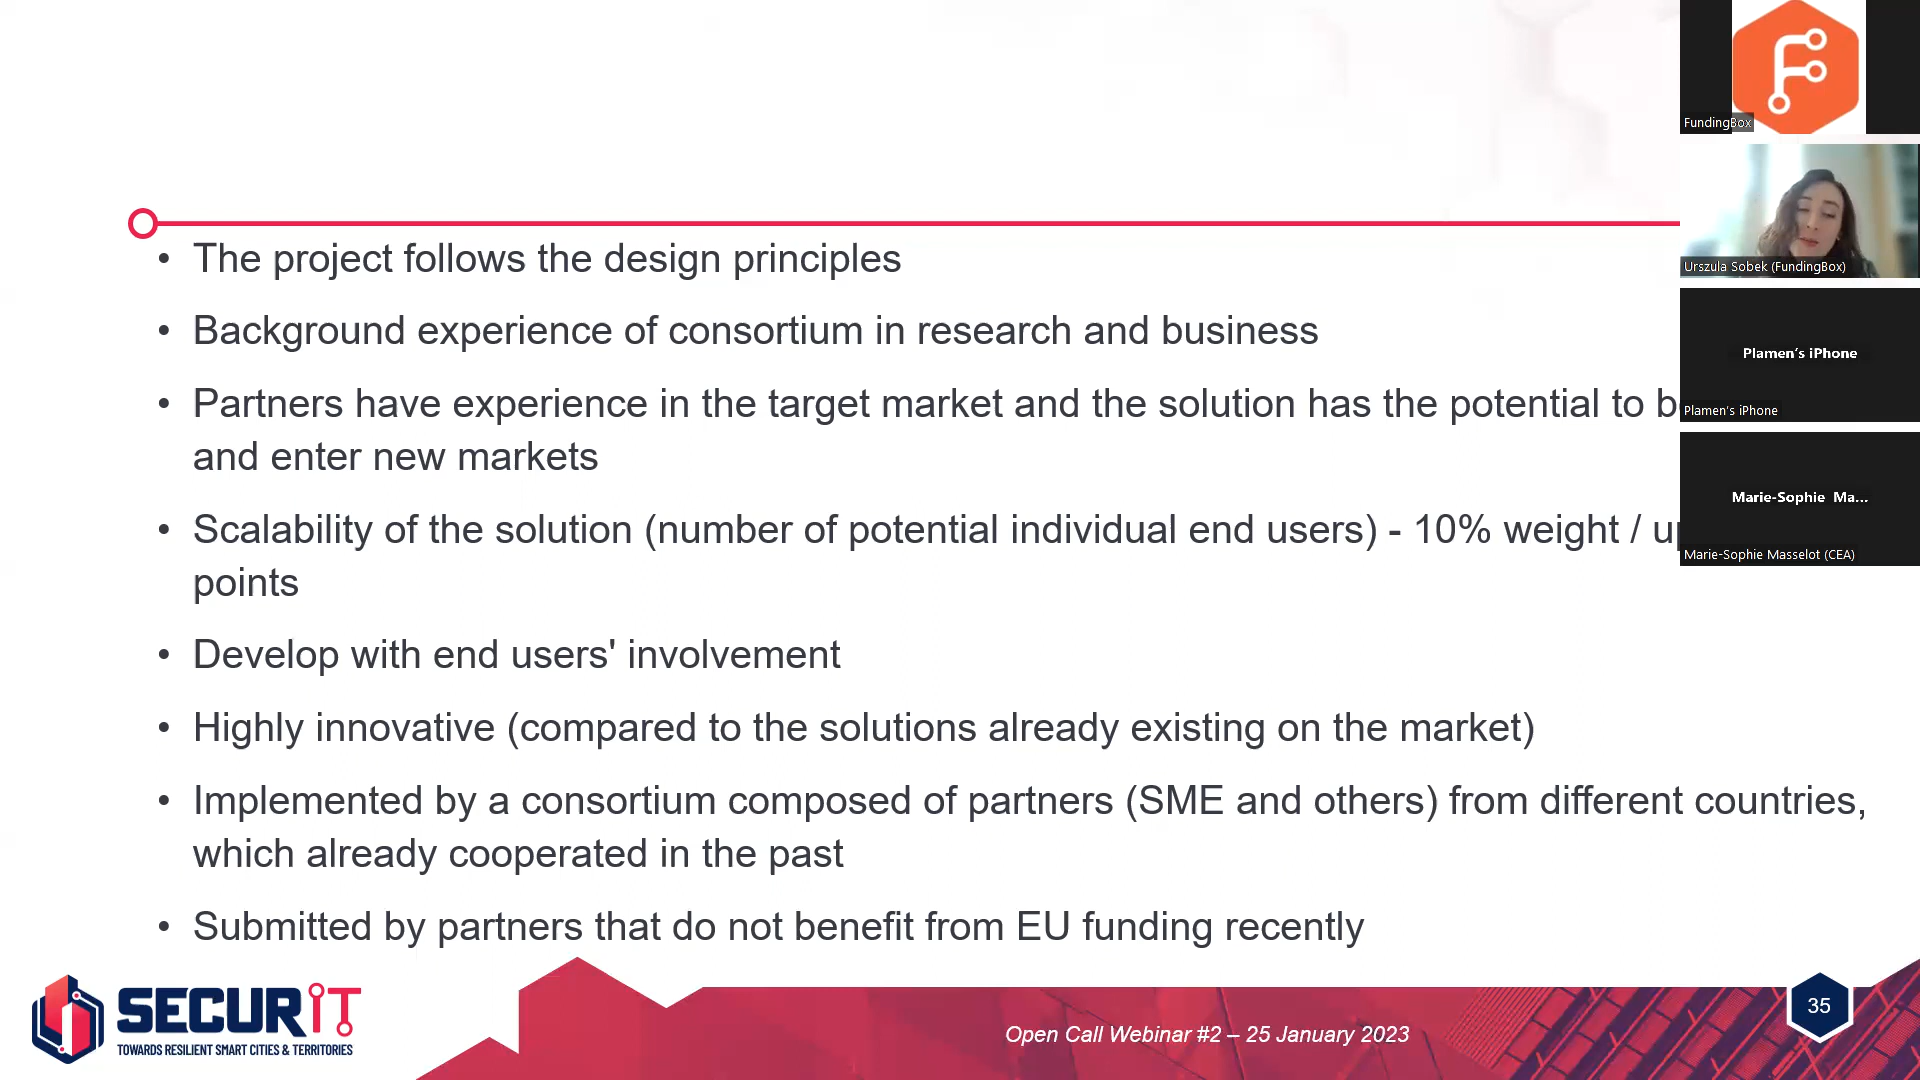 • The project follows the design principles
• Background experience of consortium in research and business
• Partners have experience in the target market and the solution has the potential to
and enter new markets
• Scalability of the solution (number of potential individual end users) - 10% weight /
points
• Develop with end users' involvement
• Highly innovative (compared to the solutions already existing on the market)
• Implemented by a consortium composed of partners (SME and others) from different countries,
which already cooperated in the past
• Submitted by partners that do not benefit from EU funding recently
SECURIT
TOWARDS RESILIENT SMART CITIES & TERRITORIES
Open Call Webinar #2 – 25 January 2023
35
FundingBox
Urszula Sobek (FundingBox)
Plamen's iPhone
Plamen's iPhone
Marie-Sophie Ma...
Marie-Sophie Masselot (CEA)